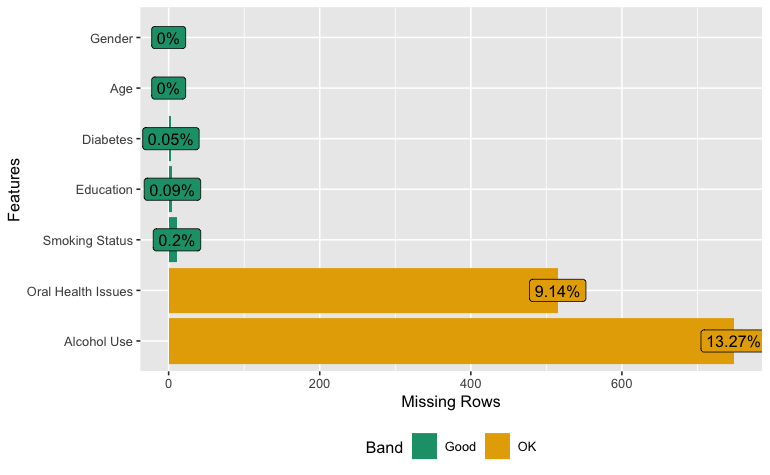 Features
Gender 0%
Age 0%
Diabetes 0.05%
Education 0.09%
Smoking Status 0.2%
Oral Health Issues 9.14%
Alcohol Use 13.27%
0 200 400 600
Missing Rows
Band Good OK